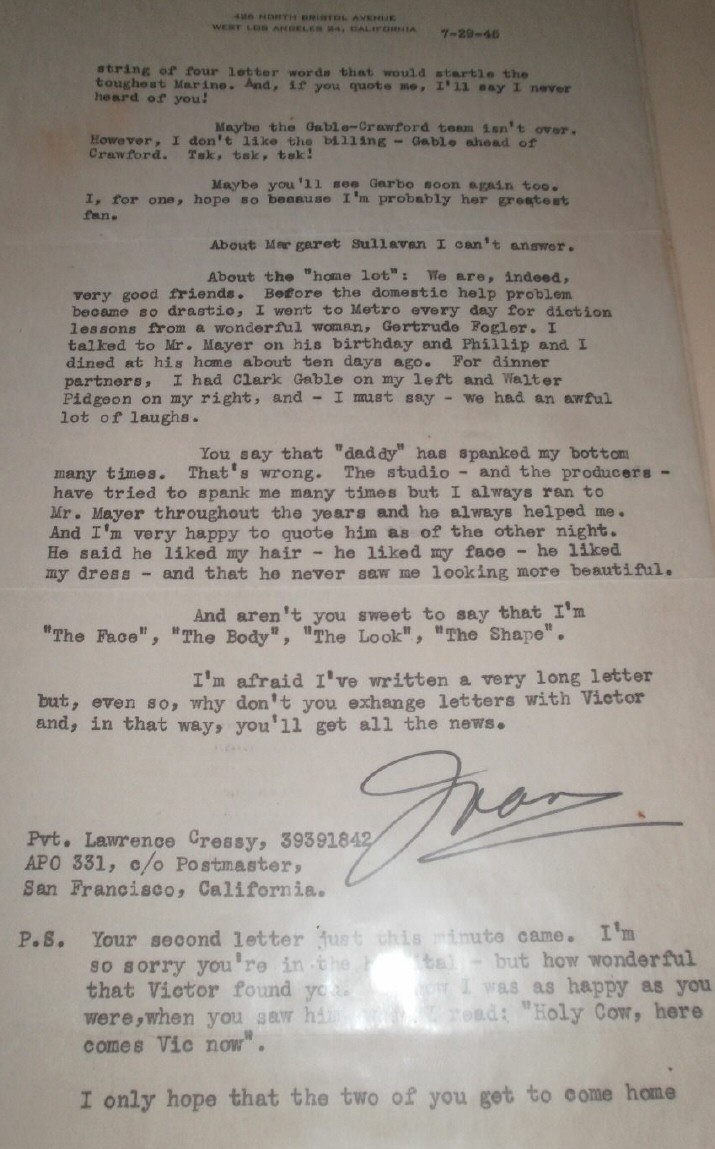 426 NORTH BRISTOL AVENUE
WEST LOS ANGELES 24, CALIFORNIA
7-29-46
string of four letter words that would startle the
toughest Marine. And, if you quote me, I'll say I never
heard of you!
Maybe the Gable-Crawford team isn't over.
However, I don't like the billing - Gable ahead of
Crawford. Tsk, tsk, tsk!
Maybe you'll see Garbo soon again too.
I, for one, hope so because I'm probably her greatest
fan.
About Margaret Sullavan I can't answer.
About the "home lot": We are, indeed,
very good friends. Before the domestic help problem
became so drastic, I went to Metro every day for diction
lessons from a wonderful woman, Gertrude Fogler. I
talked to Mr. Mayer on his birthday and Phillip and I
dined at his home about ten days ago. For dinner
partners, I had Clark Gable on my left and Walter
Pidgeon on my right, and - I must say - we had an awful
lot of laughs.
You say that "daddy" has spanked my bottom
many times. That's wrong. The studio - and the producers -
have tried to spank me many times but I always ran to
Mr. Mayer throughout the years and he always helped me.
And I'm very happy to quote him as of the other night.
He said he liked my hair - he liked my face - he liked
my dress - and that he never saw me looking more beautiful.
And aren't you sweet to say that I'm
"The Face", "The Body", "The Look", "The Shape".
I'm afraid I've written a very long letter
but, even so, why don't you exhange letters with Victor
and, in that way, you'll get all the news.
Joan
Pvt. Lawrence Cressy, 39391842
APO 331, c/o Postmaster,
San Francisco, California.
P.S. Your second letter just this minute came. I'm
so sorry you're in the hospital - but how wonderful
that Victor found you. I was as happy as you
were,when you saw him read: "Holy Cow, here
comes Vic now".
I only hope that the two of you get to come home